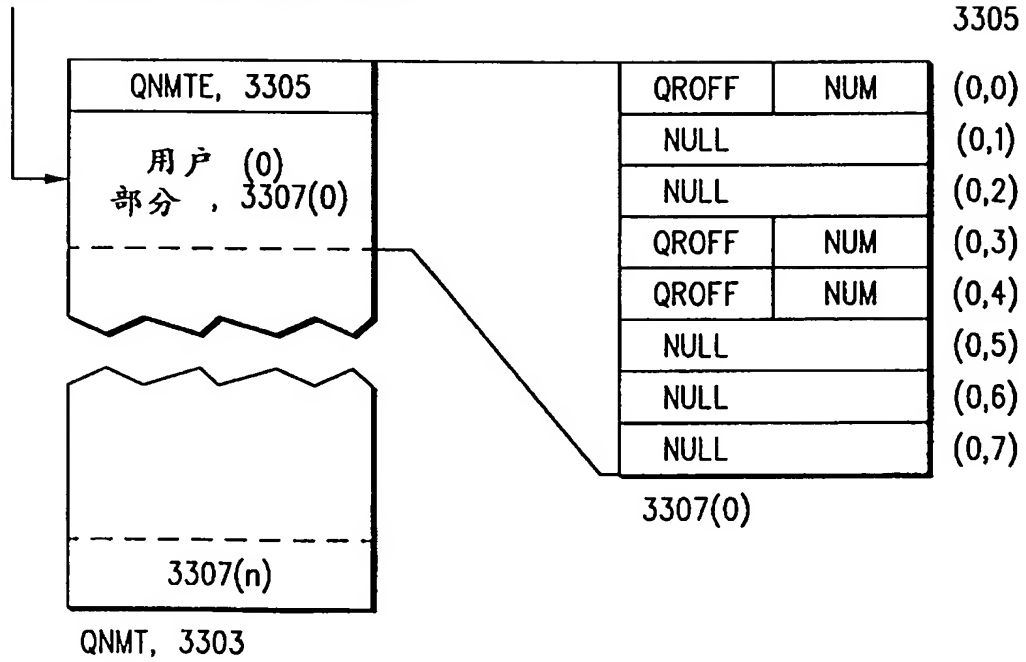 3305
QNMTE, 3305
用户 (0)
部分 , 3307(0)
3307(n)
QNMT, 3303
QROFF NUM (0,0)
NULL (0,1)
NULL (0,2)
QROFF NUM (0,3)
QROFF NUM (0,4)
NULL (0,5)
NULL (0,6)
NULL (0,7)
3307(0)